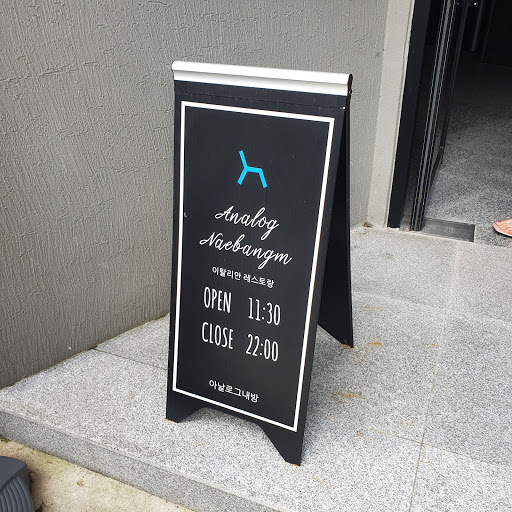 Analog
Naebangm
이탈리안 레스토랑
OPEN 11:30
CLOSE 22:00
아날로그내방